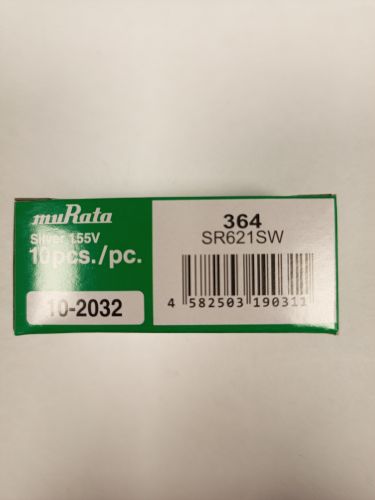 muRata
Silver 1.55V
10pcs./pc.
10-2032
364
SR621SW
4 582503 190311